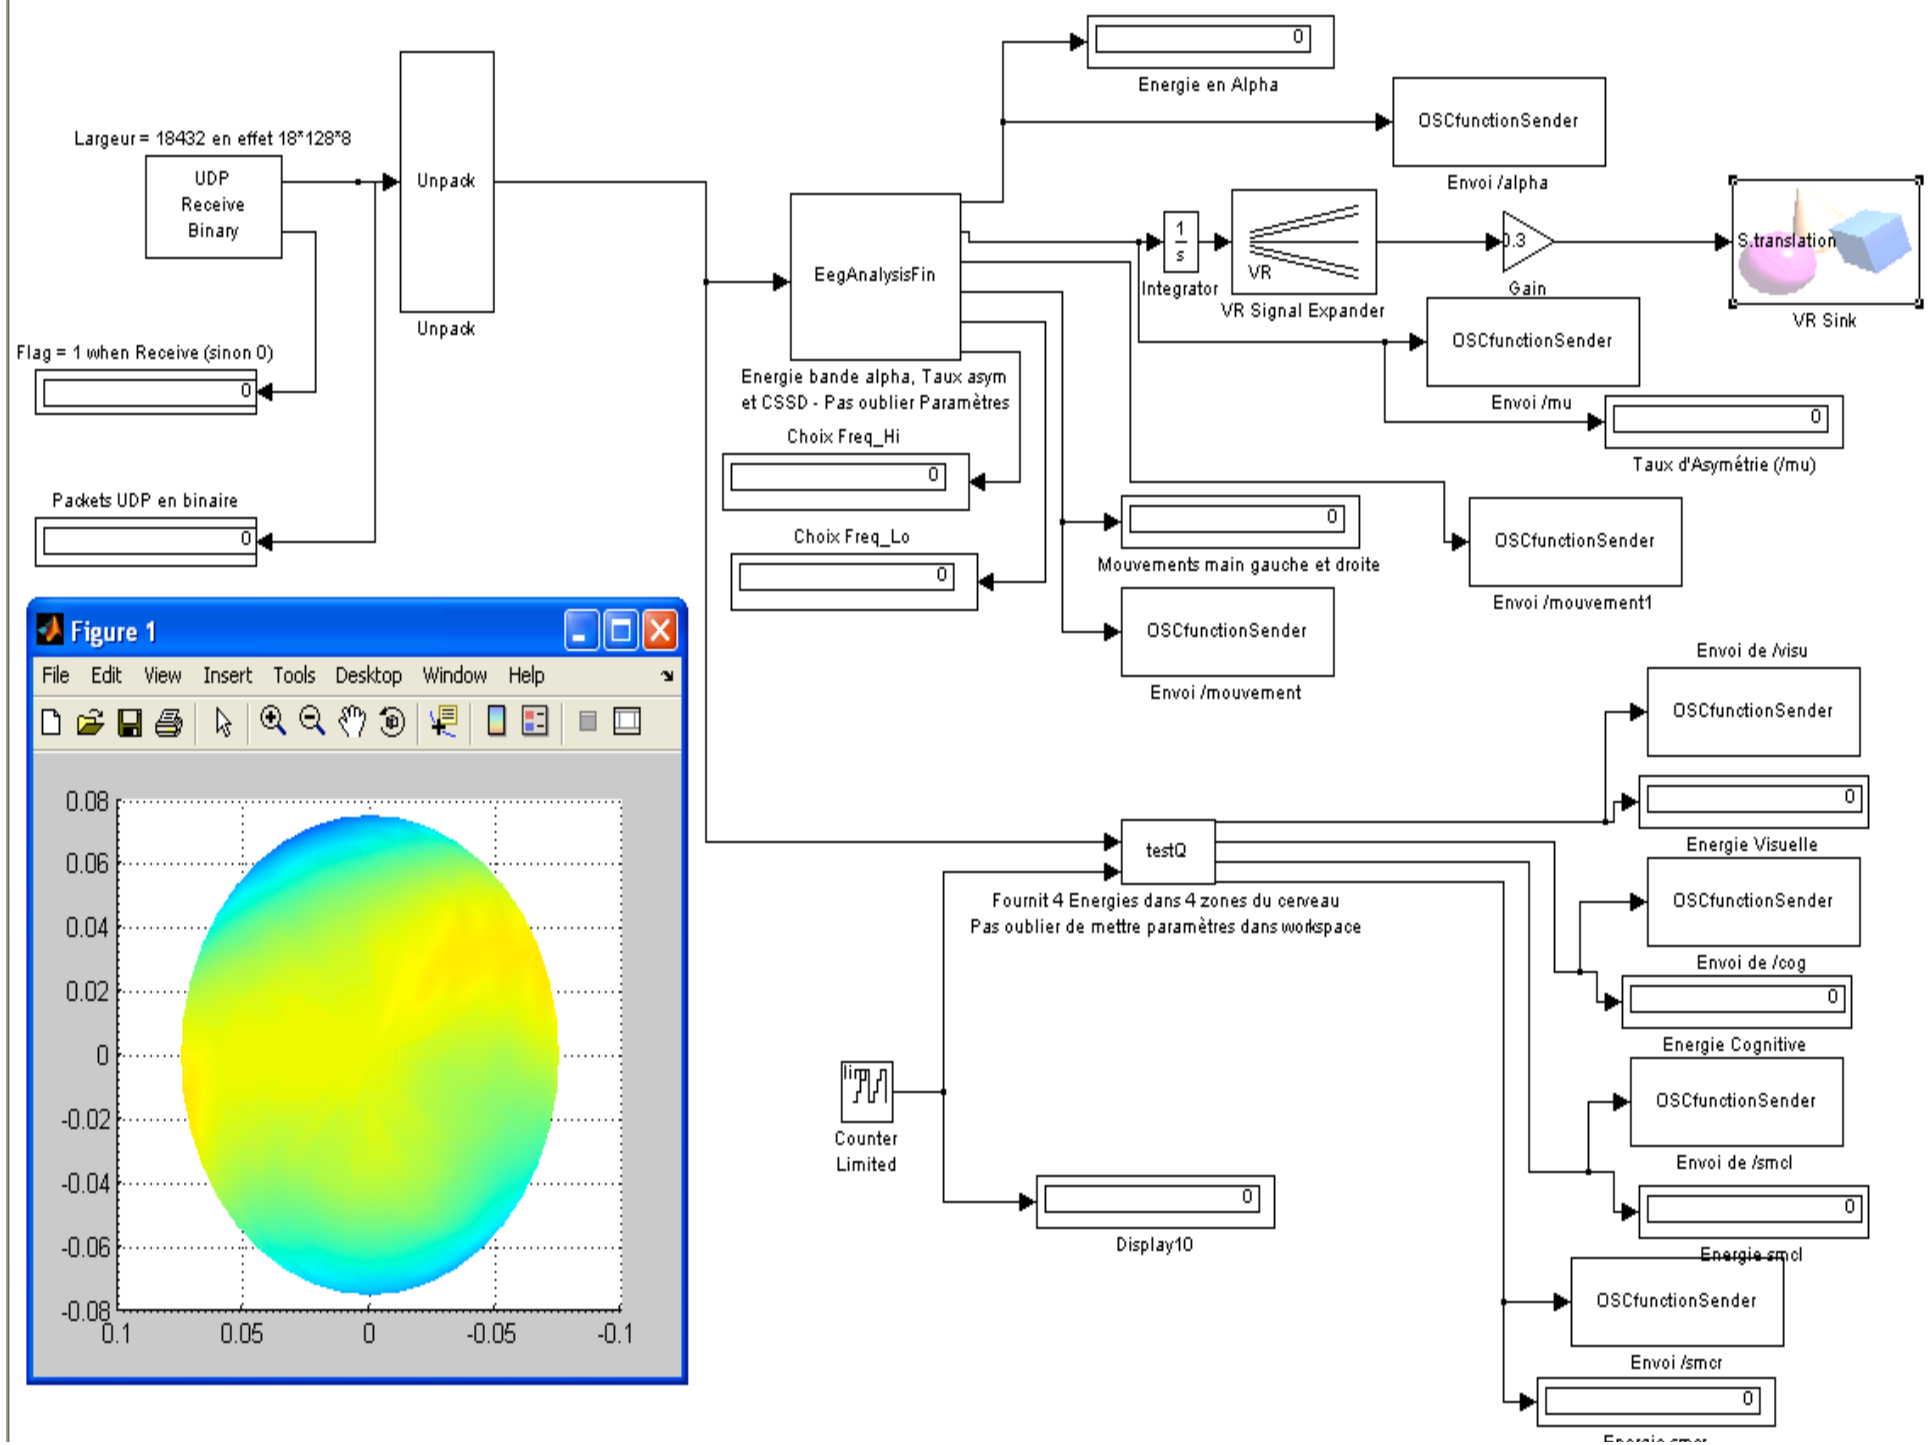 Largeur = 18432 en effet 18*128*8
UDP
Receive
Binary
Unpack
Unpack
Flag = 1 when Receive (sinon 0)
0
Packets UDP en binaire
0
0
Energie en Alpha
OSCfunctionSender
Envoi /alpha
EegAnalysisFin
Energie bande alpha, Taux asym
et CSSD - Pas oublier Paramètres
1
s
Integrator
VR
VR Signal Expander
0.3
Gain
S.translation
VR Sink
OSCfunctionSender
Envoi /mu
0
Taux d'Asymétrie (/mu)
Choix Freq_Hi
0
Choix Freq_Lo
0
0
Mouvements main gauche et droite
OSCfunctionSender
Envoi /mouvement1
OSCfunctionSender
Envoi /mouvement
Figure 1
File Edit View Insert Tools Desktop Window Help
0.08
0.06
0.04
0.02
0
-0.02
-0.04
-0.06
-0.08
0.1 0.05 0 -0.05 -0.1
testQ
Fournit 4 Energies dans 4 zones du cerveau
Pas oublier de mettre paramètres dans workspace
lim
Counter
Limited
0
Display10
Envoi de /visu
OSCfunctionSender
0
Energie Visuelle
OSCfunctionSender
Envoi de /cog
0
Energie Cognitive
OSCfunctionSender
Envoi de /smcl
0
Energie smcl
OSCfunctionSender
Envoi /smcr
0